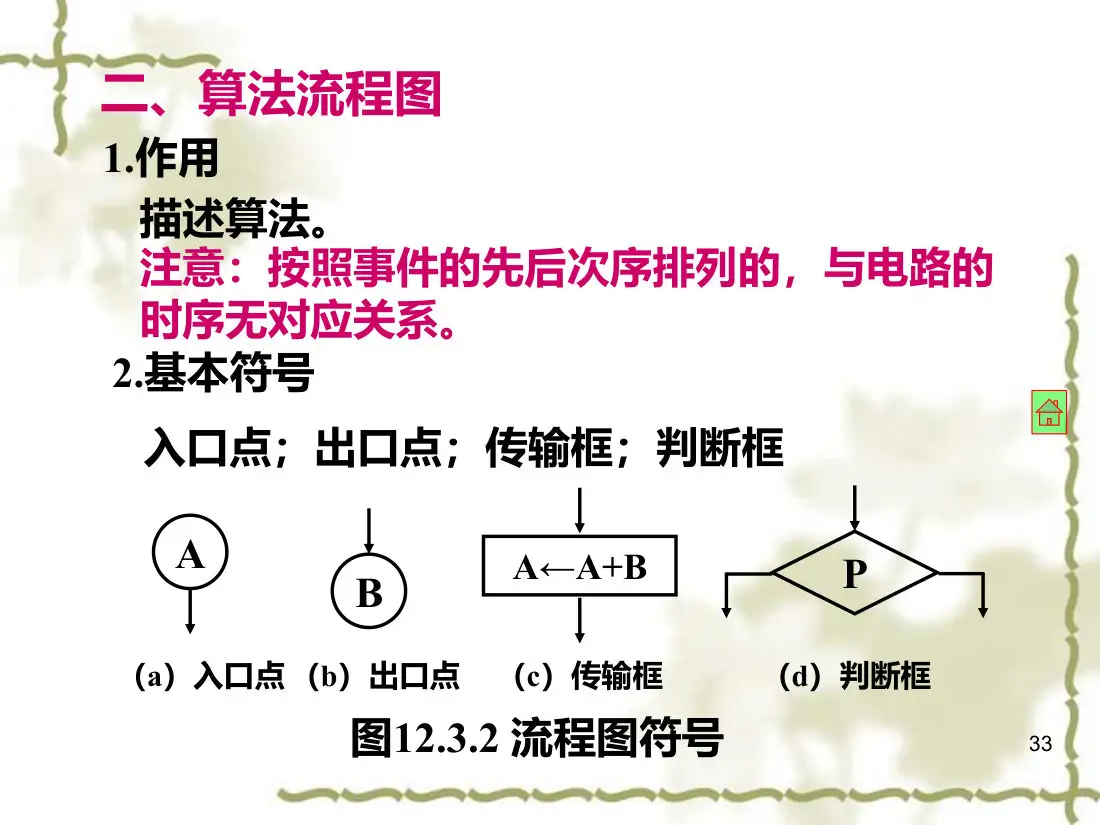 二、算法流程图
1.作用
描述算法。
注意：按照事件的先后次序排列的，与电路的
时序无对应关系。
2.基本符号
入口点；出口点；传输框；判断框
A
B
A←A+B
P
（a）入口点
（b）出口点
（c）传输框
（d）判断框
图12.3.2 流程图符号
33